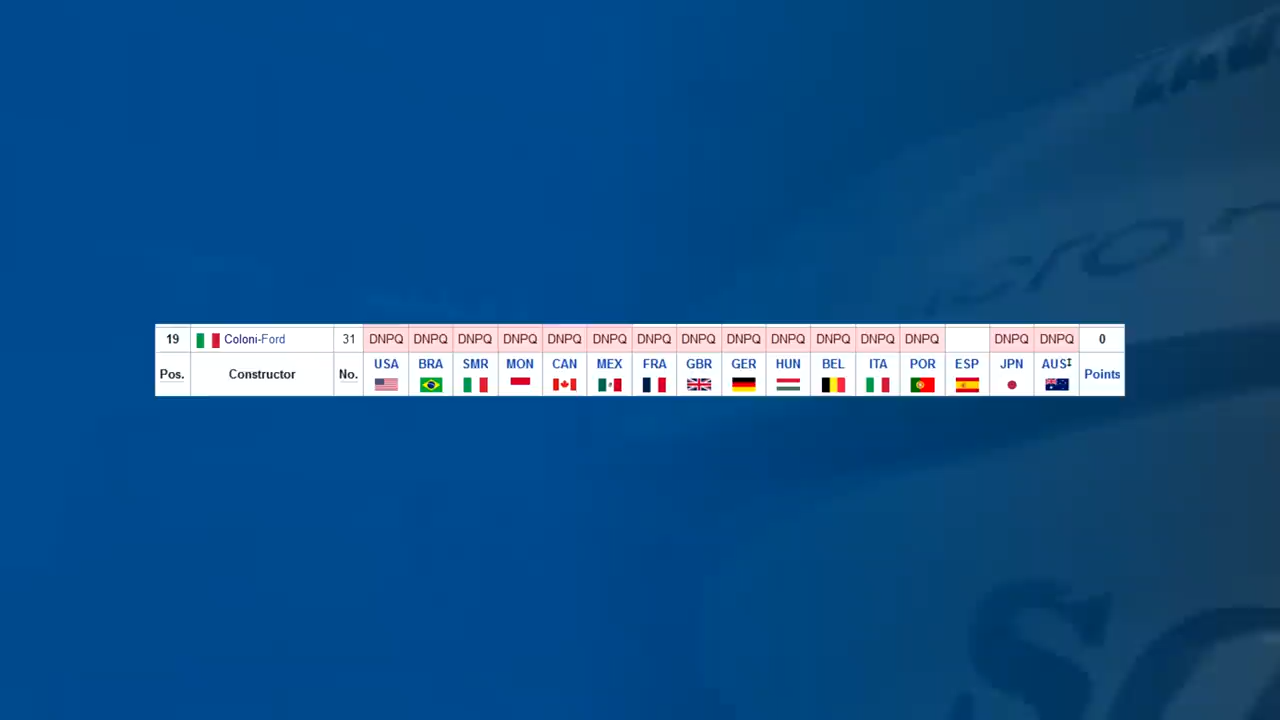 19 Coloni-Ford 31 DNPQ DNPQ DNPQ DNPQ DNPQ DNPQ DNPQ DNPQ DNPQ DNPQ DNPQ DNPQ DNPQ DNPQ DNPQ 0
Pos. Constructor No. USA BRA SMR MON CAN MEX FRA GBR GER HUN BEL ITA POR ESP JPN AUS‡ Points